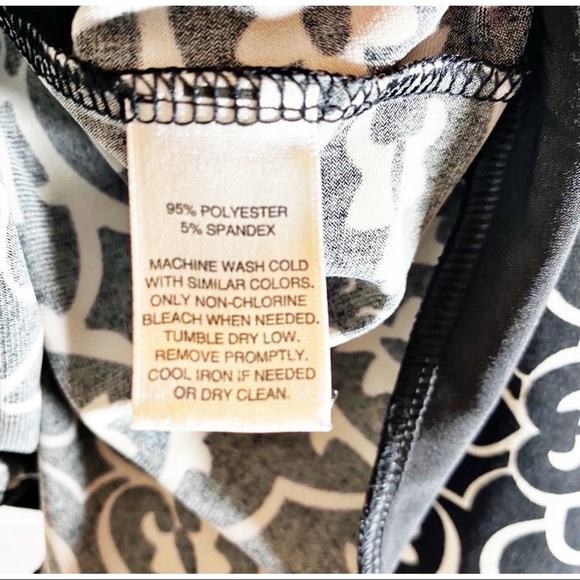 95% POLYESTER
5% SPANDEX
MACHINE WASH COLD
WITH SIMILAR COLORS.
ONLY NON-CHLORINE
BLEACH WHEN NEEDED.
TUMBLE DRY LOW.
REMOVE PROMPTLY.
COOL IRON IF NEEDED
OR DRY CLEAN.